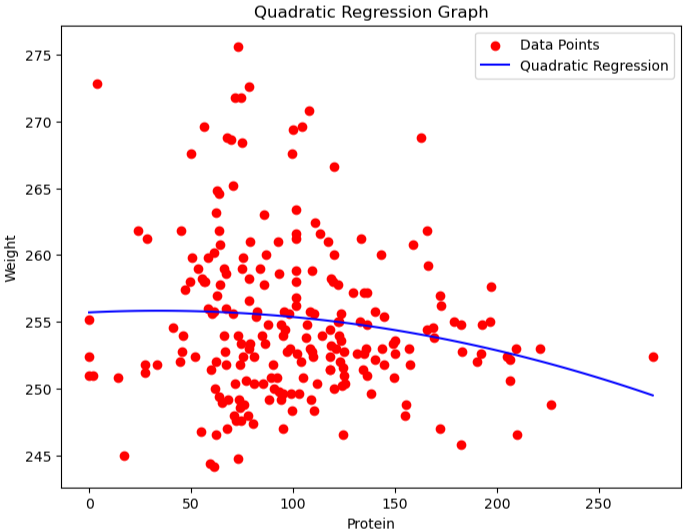 Quadratic Regression Graph
Data Points
Quadratic Regression
275
270
265
260
255
250
245
Weight
0 50 100 150 200 250
Protein